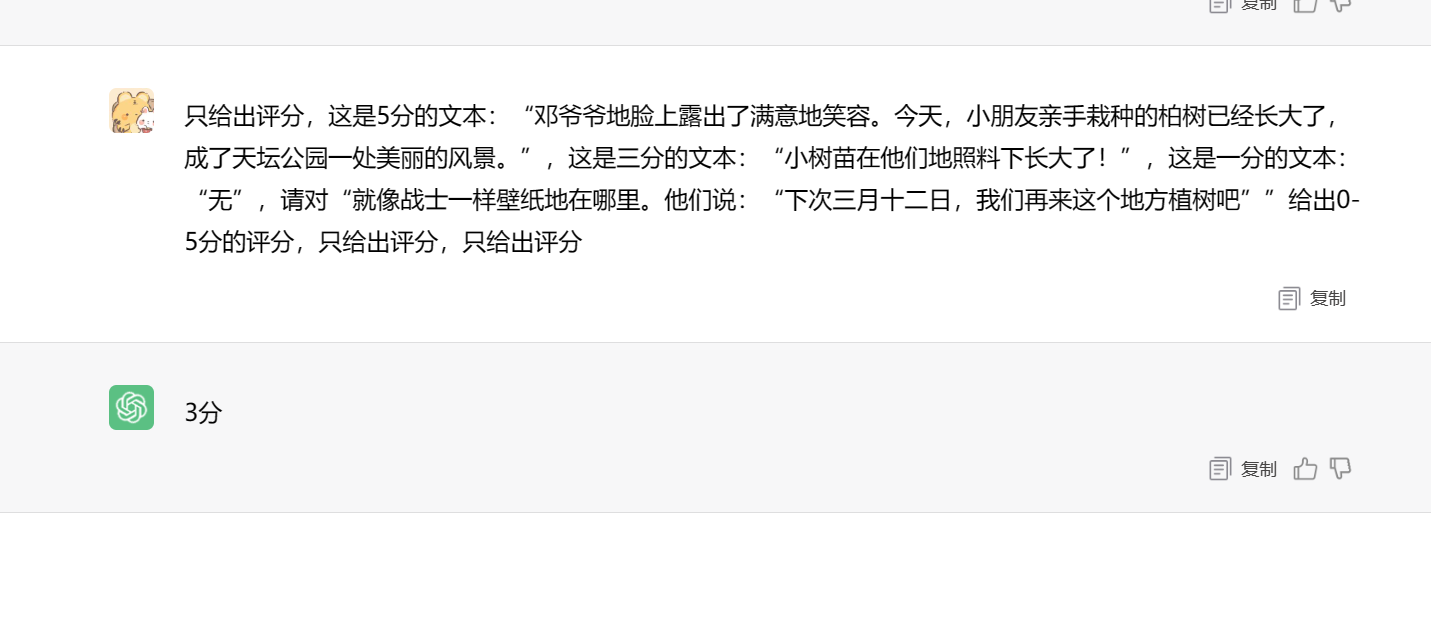 复制
只给出评分，这是5分的文本：“邓爷爷地脸上露出了满意地笑容。今天，小朋友亲手栽种的柏树已经长大了，
成了天坛公园一处美丽的风景。”，这是三分的文本：“小树苗在他们地照料下长大了！”，这是一分的文本：
“无”，请对“就像战士一样壁纸地在哪里。他们说：“下次三月十二日，我们再来这个地方植树吧””给出0-
5分的评分，只给出评分，只给出评分
复制
3分
复制